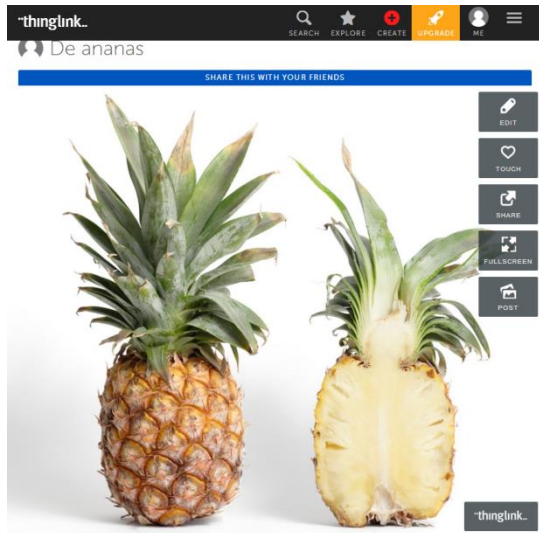 thinglink..
SEARCH EXPLORE CREATE UPGRADE ME
De ananas
SHARE THIS WITH YOUR FRIENDS
EDIT
TOUCH
SHARE
FULLSCREEN
POST
thinglink..